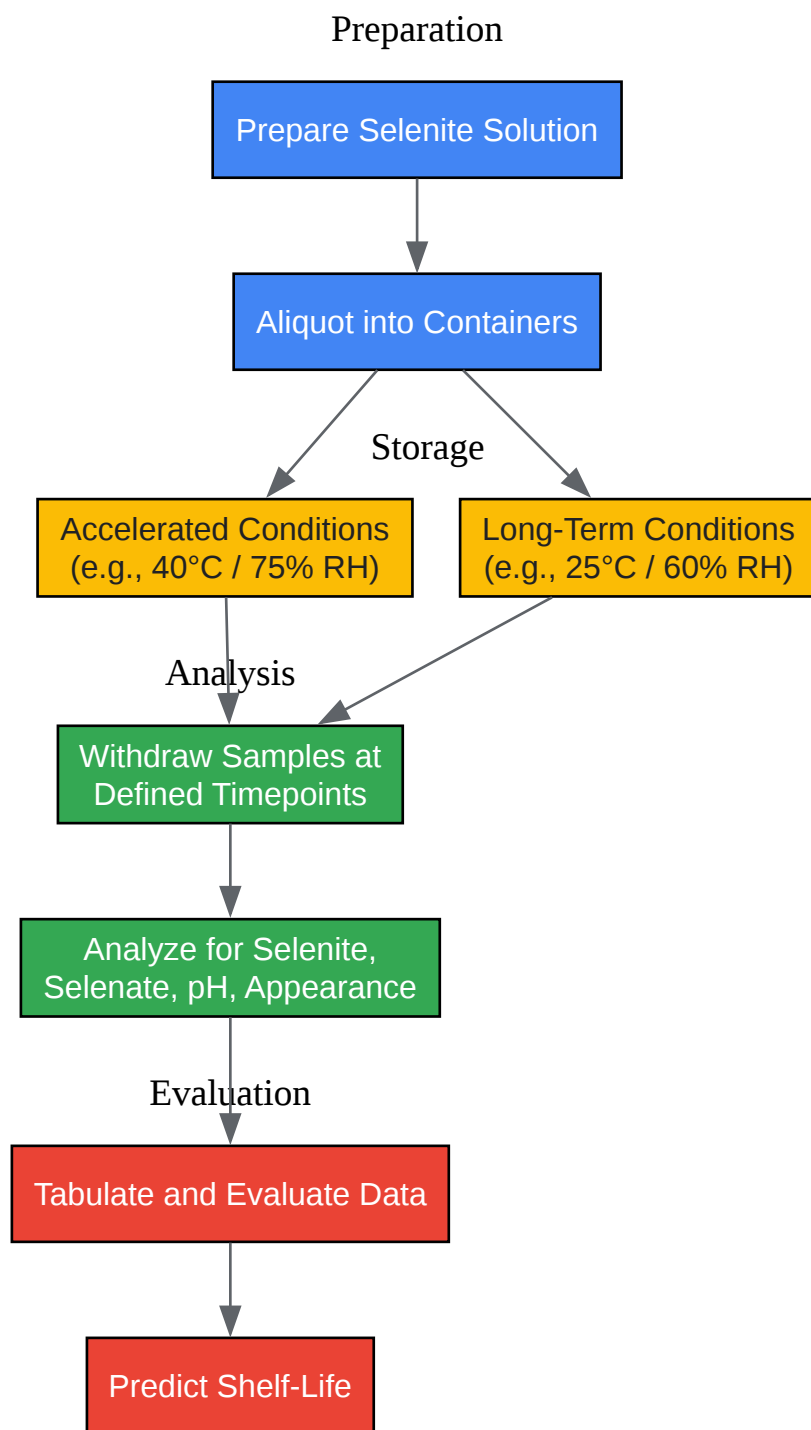 Preparation
Prepare Selenite Solution
Aliquot into Containers
Storage
Accelerated Conditions
(e.g., 40°C / 75% RH)
Long-Term Conditions
(e.g., 25°C / 60% RH)
Analysis
Withdraw Samples at
Defined Timepoints
Analyze for Selenite,
Selenate, pH, Appearance
Evaluation
Tabulate and Evaluate Data
Predict Shelf-Life